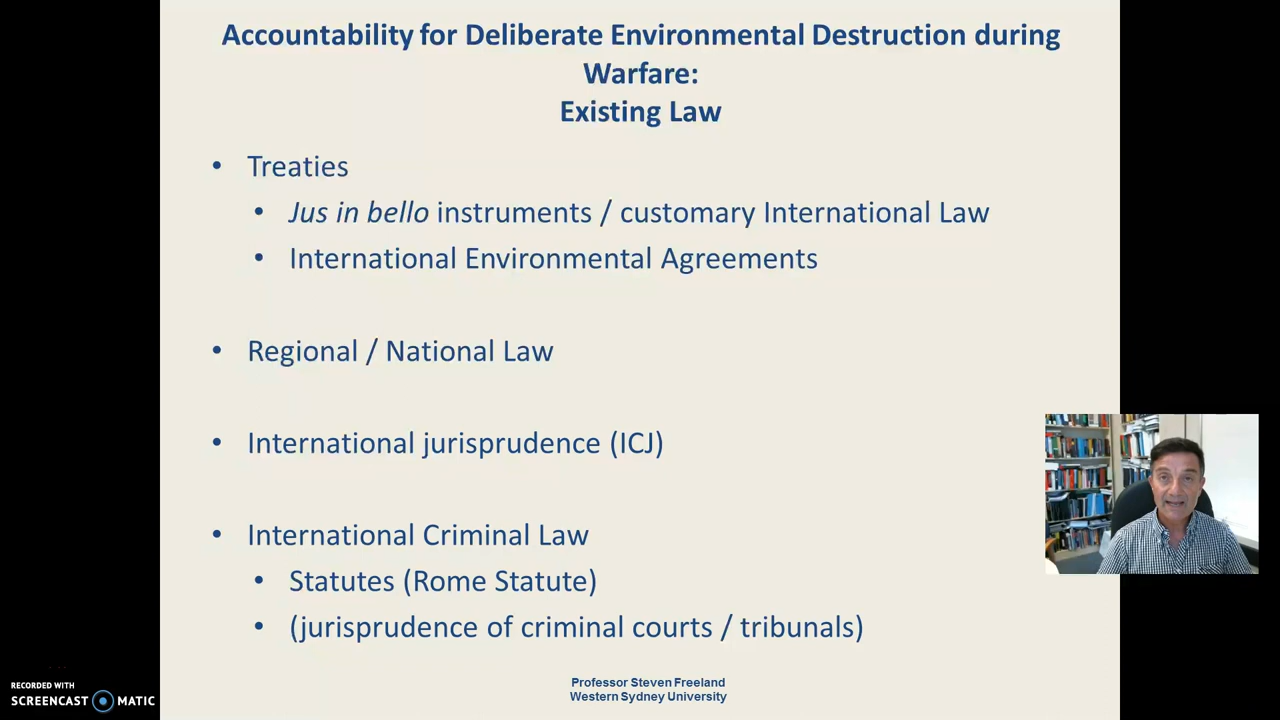 Accountability for Deliberate Environmental Destruction during
Warfare:
Existing Law
• Treaties
• Jus in bello instruments / customary International Law
• International Environmental Agreements
• Regional / National Law
• International jurisprudence (ICJ)
• International Criminal Law
• Statutes (Rome Statute)
• (jurisprudence of criminal courts / tribunals)
Professor Steven Freeland
Western Sydney University
RECORDED WITH
SCREENCAST MATIC